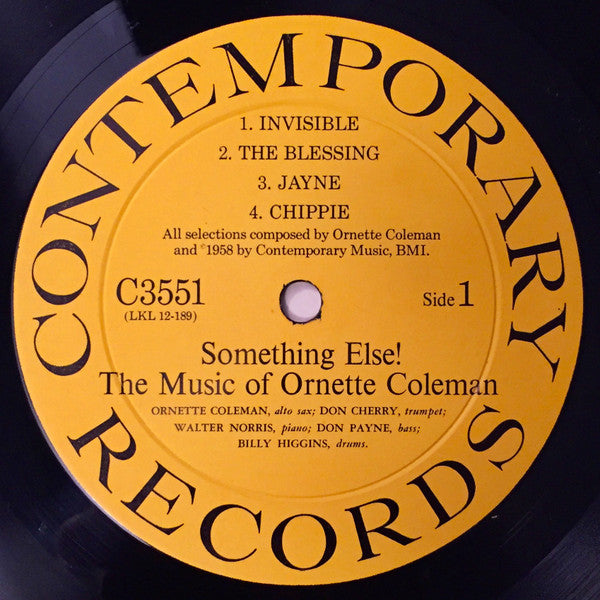 CONTEMPORARY
1. INVISIBLE
2. THE BLESSING
3. JAYNE
4. CHIPPIE
All selections composed by Ornette Coleman
and ©1958 by Contemporary Music, BMI.
C3551
(LKL 12-189)
Side 1
Something Else!
The Music of Ornette Coleman
ORNETTE COLEMAN, alto sax; DON CHERRY, trumpet;
WALTER NORRIS, piano; DON PAYNE, bass;
BILLY HIGGINS, drums.
RECORDS